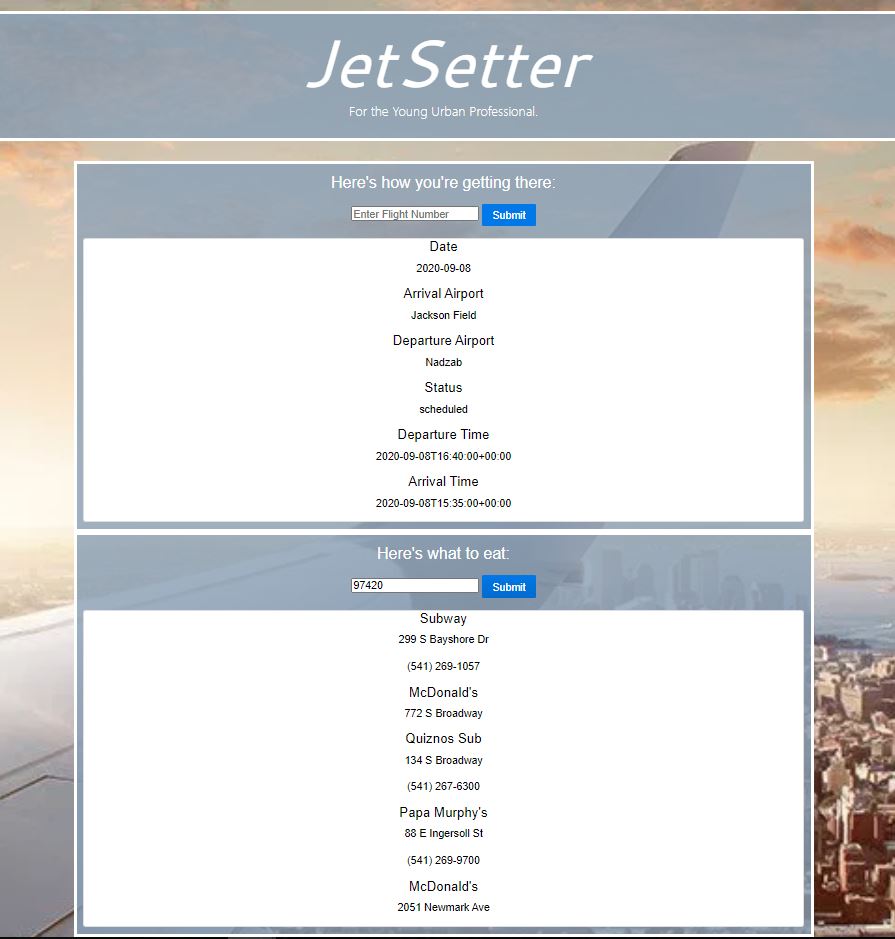 JetSetter
For the Young Urban Professional.
Here's how you're getting there:
Enter Flight Number Submit
Date
2020-09-08
Arrival Airport
Jackson Field
Departure Airport
Nadzab
Status
scheduled
Departure Time
2020-09-08T16:40:00+00:00
Arrival Time
2020-09-08T15:35:00+00:00
Here's what to eat:
97420 Submit
Subway
299 S Bayshore Dr
(541) 269-1057
McDonald's
772 S Broadway
Quiznos Sub
134 S Broadway
(541) 267-6300
Papa Murphy's
88 E Ingersoll St
(541) 269-9700
McDonald's
2051 Newmark Ave